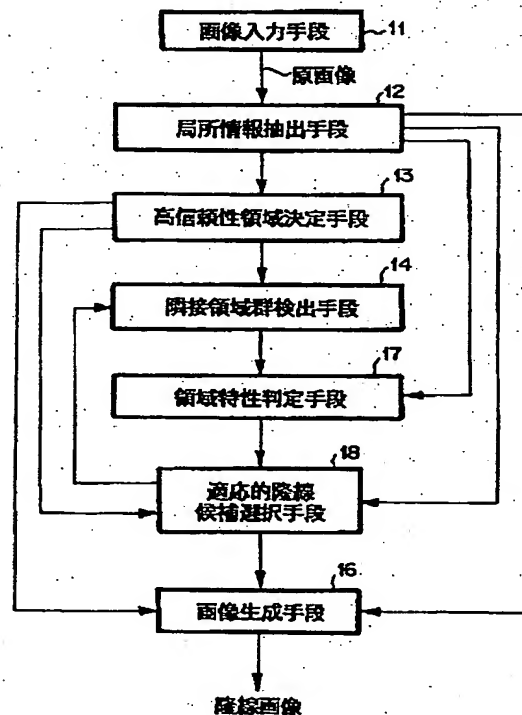 画像入力手段
11
原画像
12
局所情報抽出手段
13
高信頼性領域決定手段
14
隣接領域群検出手段
17
領域特性判定手段
18
適応的隆線
候補選択手段
16
画像生成手段
隆線画像